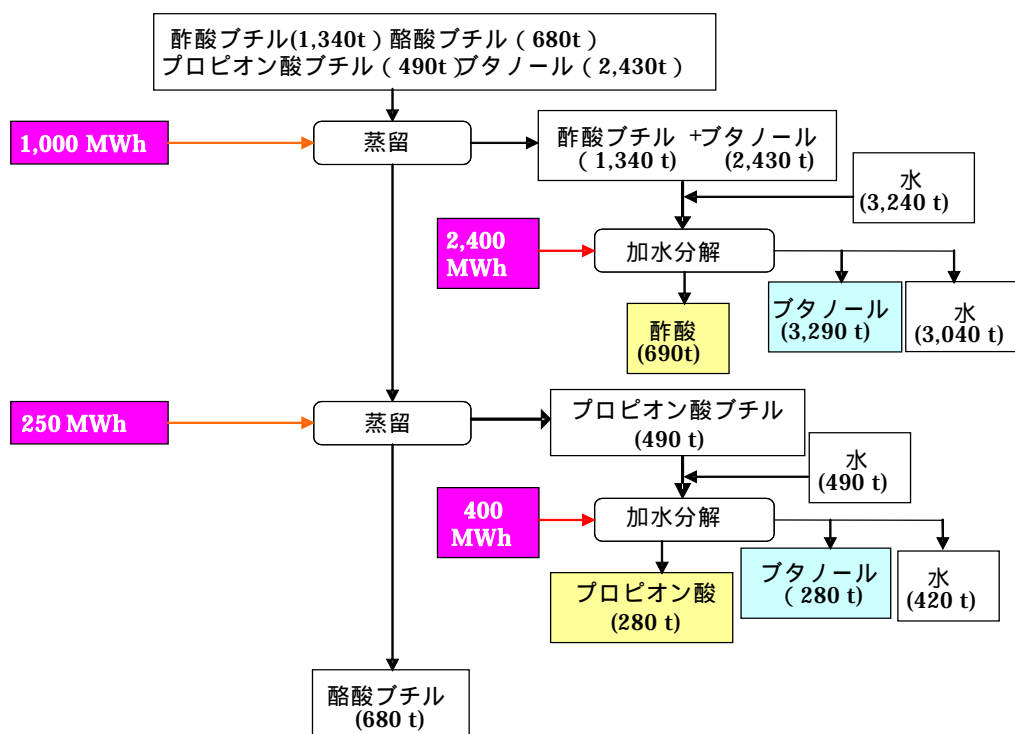 酢酸ブチル(1,340t) 酪酸ブチル(680t)
プロピオン酸ブチル(490t)ブタノール(2,430t)
1,000 MWh
蒸留
酢酸ブチル +ブタノール
(1,340 t) (2,430 t)
水
(3,240 t)
2,400
MWh
加水分解
ブタノール
(3,290 t)
水
(3,040 t)
酢酸
(690t)
250 MWh
蒸留
プロピオン酸ブチル
(490 t)
水
(490 t)
400
MWh
加水分解
プロピオン酸
(280 t)
ブタノール
(280 t)
水
(420 t)
酪酸ブチル
(680 t)